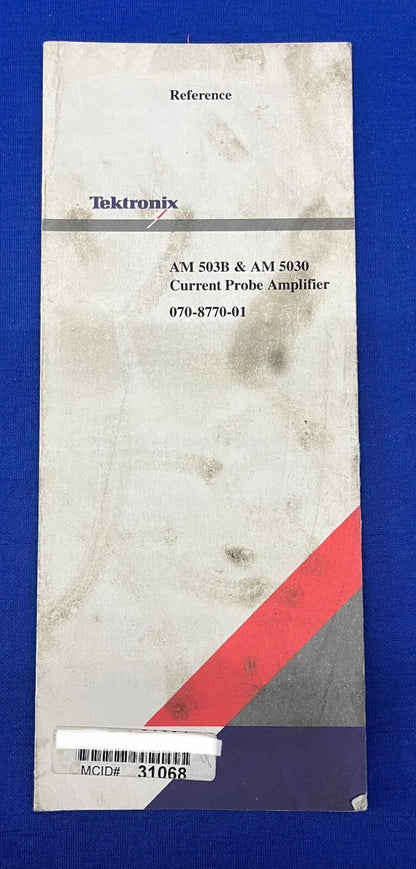 Reference
Tektronix
AM 503B & AM 5030
Current Probe Amplifier
070-8770-01
MCID# 31068